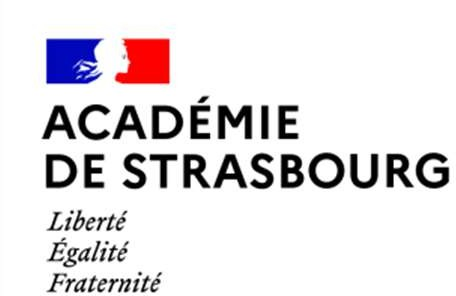 ACADÉMIE
DE STRASBOURG
Liberté
Égalité
Fraternité